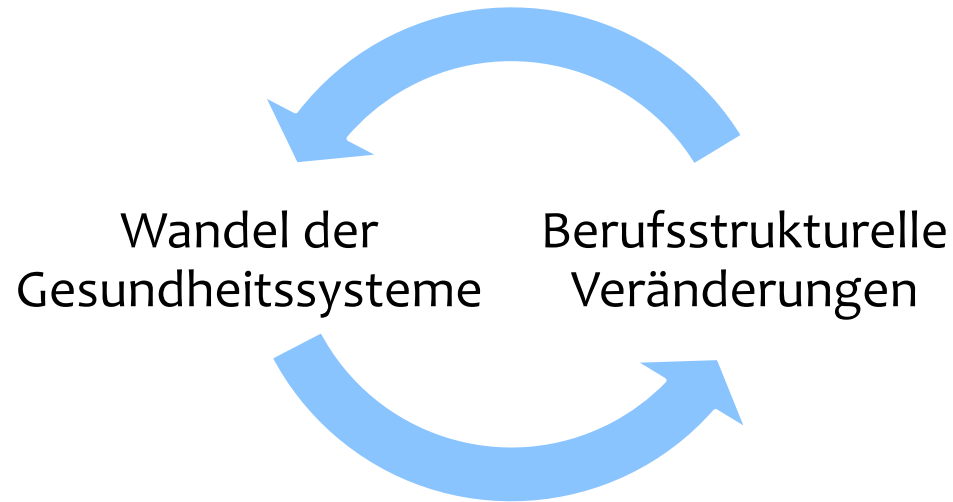 Wandel der
Gesundheitssysteme
Berufsstrukturelle
Veränderungen